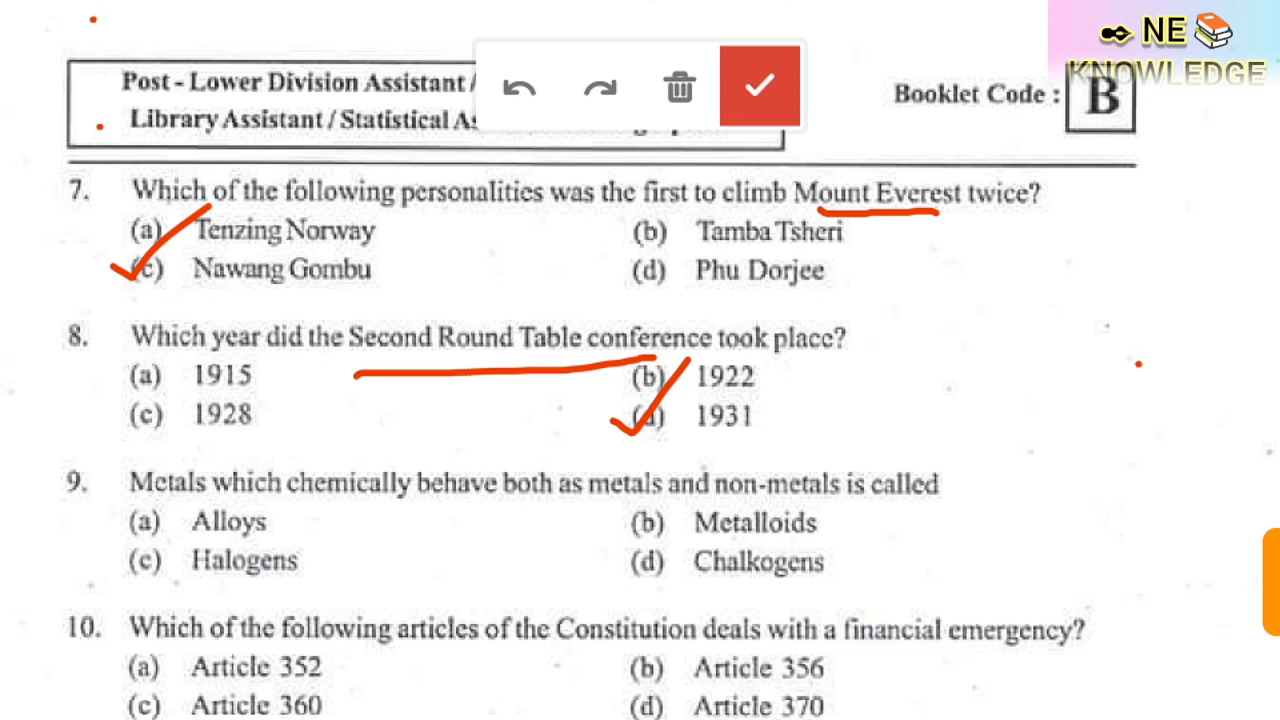 NE
KNOWLEDGE
Post - Lower Division Assistant /
Library Assistant / Statistical
Booklet Code : B
7. Which of the following personalities was the first to climb Mount Everest twice?
(a) Tenzing Norway (b) Tamba Tsheri
(c) Nawang Gombu (d) Phu Dorjee
8. Which year did the Second Round Table conference took place?
(a) 1915 (b) 1922
(c) 1928 (d) 1931
9. Metals which chemically behave both as metals and non-metals is called
(a) Alloys (b) Metalloids
(c) Halogens (d) Chalkogens
10. Which of the following articles of the Constitution deals with a financial emergency?
(a) Article 352 (b) Article 356
(c) Article 360 (d) Article 370